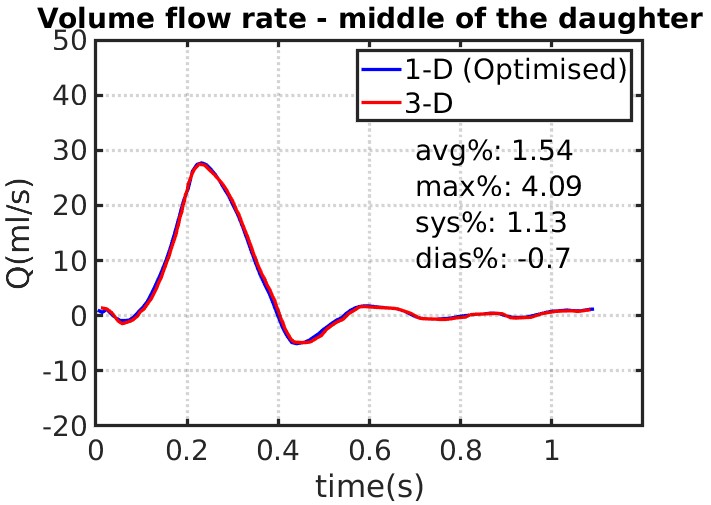 Volume flow rate - middle of the daughter
50
40
30
20
10
0
-10
-20
Q(ml/s)
1-D (Optimised)
3-D
avg%: 1.54
max%: 4.09
sys%: 1.13
dias%: -0.7
0 0.2 0.4 0.6 0.8 1
time(s)